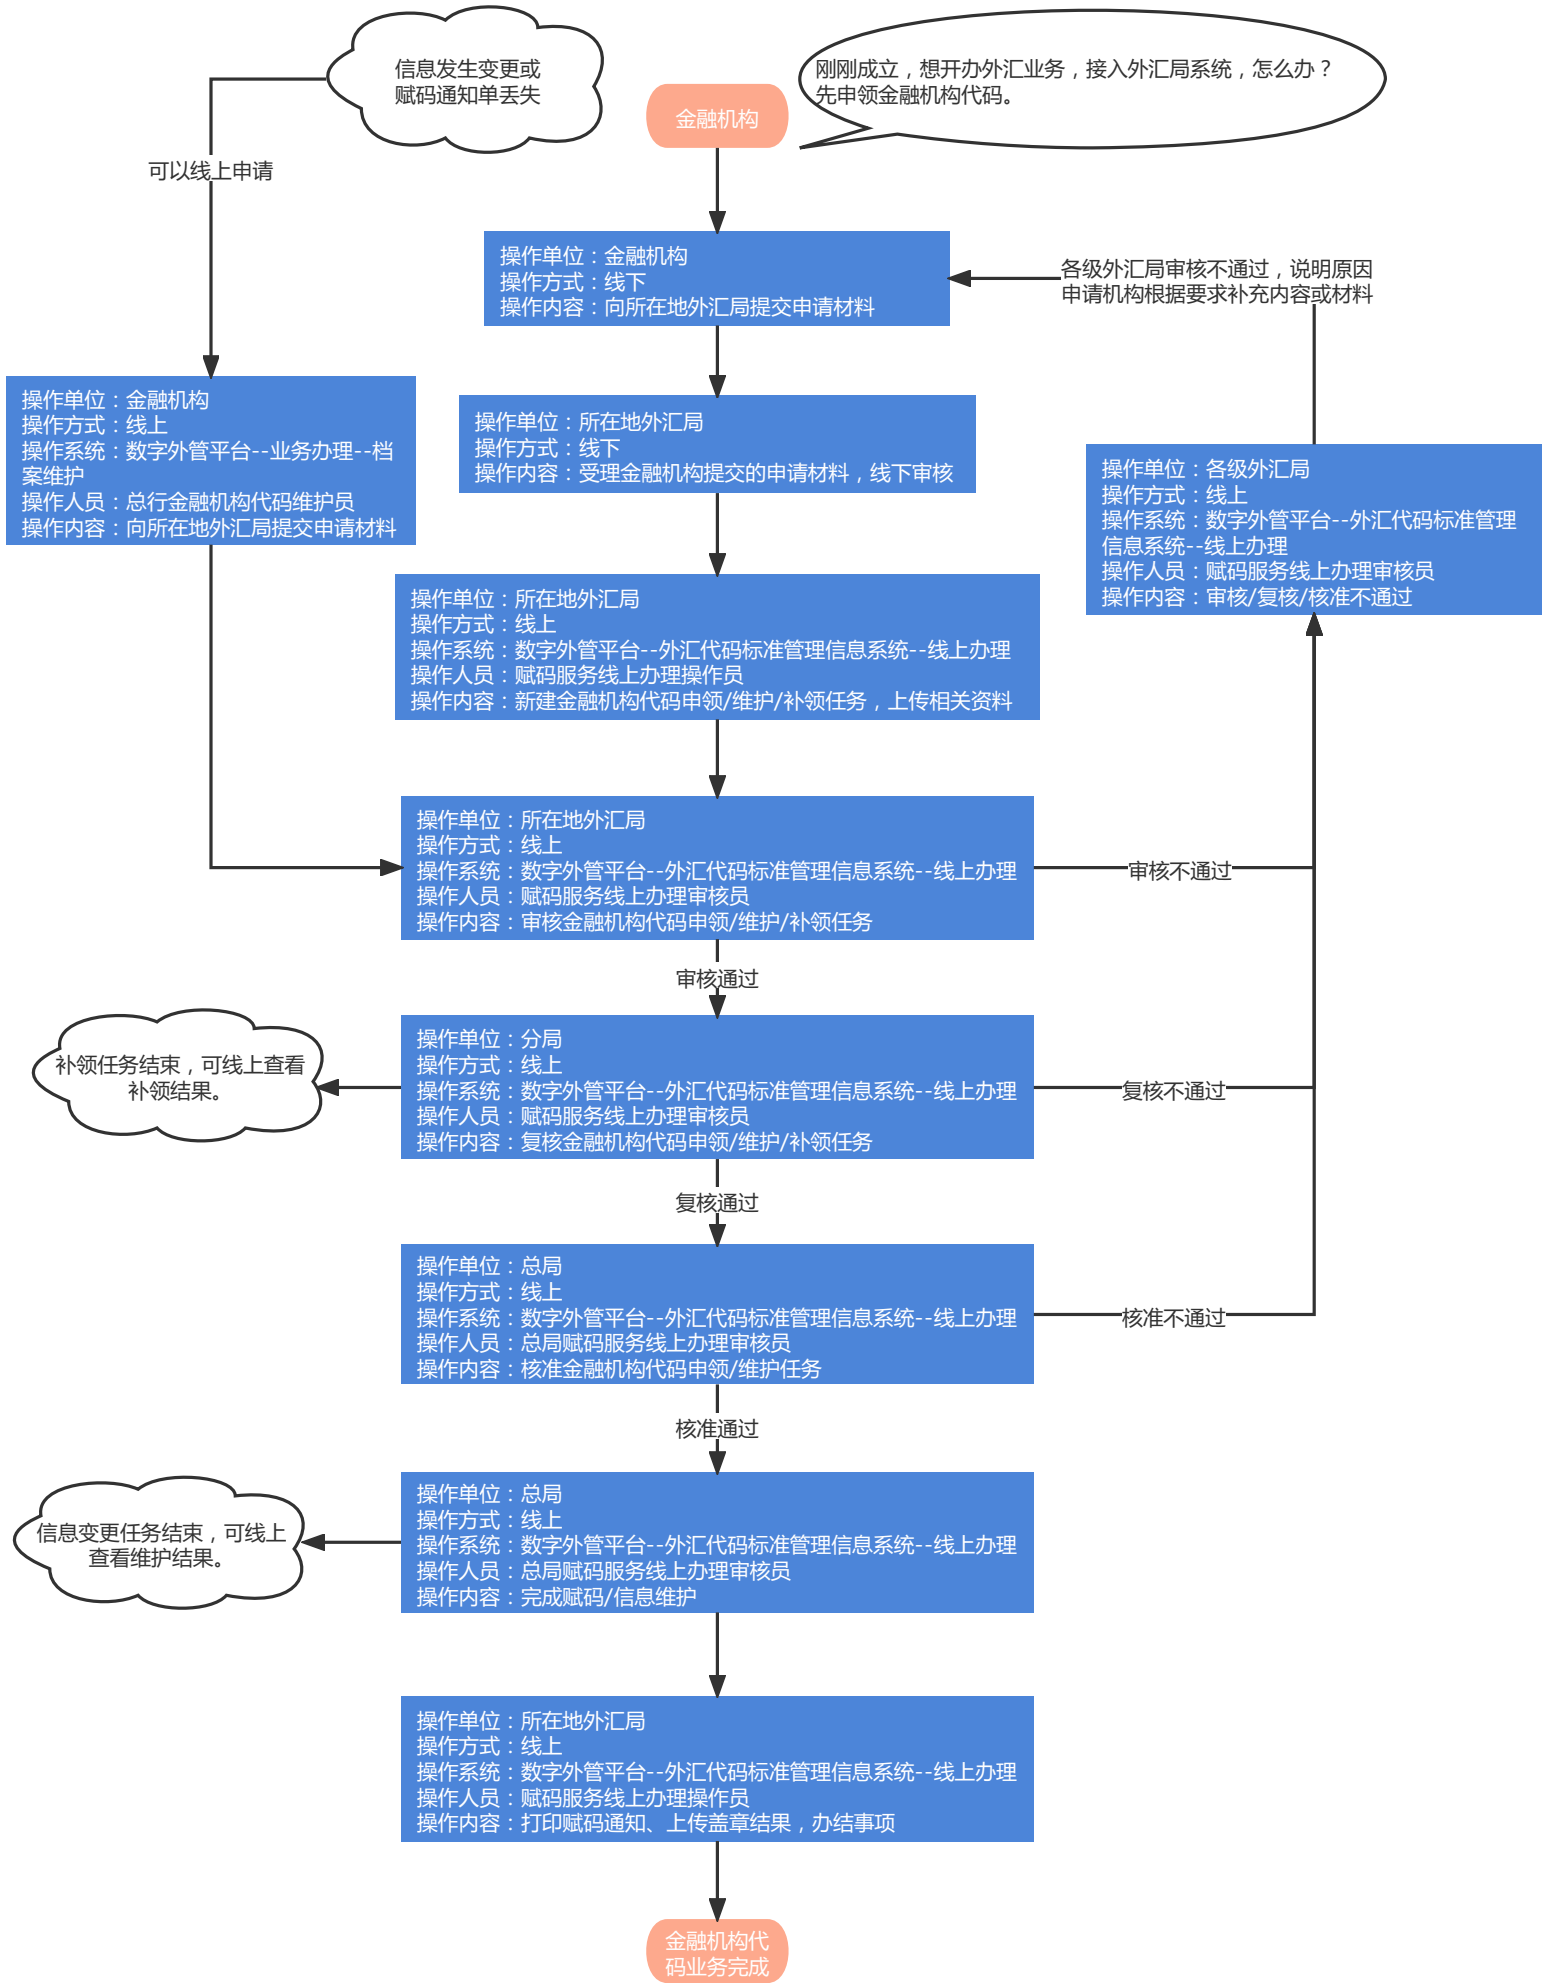 信息发生变更或
赋码通知单丢失
刚刚成立，想开办外汇业务，接入外汇局系统，怎么办？
先申领金融机构代码。
金融机构
可以线上申请
操作单位：金融机构
操作方式：线下
操作内容：向所在地外汇局提交申请材料
各级外汇局审核不通过，说明原因
申请机构根据要求补充内容或材料
操作单位：金融机构
操作方式：线上
操作系统：数字外管平台--业务办理--档
案维护
操作人员：总行金融机构代码维护员
操作内容：向所在地外汇局提交申请材料
操作单位：所在地外汇局
操作方式：线下
操作内容：受理金融机构提交的申请材料，线下审核
操作单位：各级外汇局
操作方式：线上
操作系统：数字外管平台--外汇代码标准管理
信息系统--线上办理
操作人员：赋码服务线上办理审核员
操作内容：审核/复核/核准不通过
操作单位：所在地外汇局
操作方式：线上
操作系统：数字外管平台--外汇代码标准管理信息系统--线上办理
操作人员：赋码服务线上办理操作员
操作内容：新建金融机构代码申领/维护/补领任务，上传相关资料
操作单位：所在地外汇局
操作方式：线上
操作系统：数字外管平台--外汇代码标准管理信息系统--线上办理
操作人员：赋码服务线上办理审核员
操作内容：审核金融机构代码申领/维护/补领任务
审核不通过
审核通过
补领任务结束，可线上查看
补领结果。
操作单位：分局
操作方式：线上
操作系统：数字外管平台--外汇代码标准管理信息系统--线上办理
操作人员：赋码服务线上办理审核员
操作内容：复核金融机构代码申领/维护/补领任务
复核不通过
复核通过
操作单位：总局
操作方式：线上
操作系统：数字外管平台--外汇代码标准管理信息系统--线上办理
操作人员：总局赋码服务线上办理审核员
操作内容：核准金融机构代码申领/维护任务
核准不通过
核准通过
信息变更任务结束，可线上
查看维护结果。
操作单位：总局
操作方式：线上
操作系统：数字外管平台--外汇代码标准管理信息系统--线上办理
操作人员：总局赋码服务线上办理审核员
操作内容：完成赋码/信息维护
操作单位：所在地外汇局
操作方式：线上
操作系统：数字外管平台--外汇代码标准管理信息系统--线上办理
操作人员：赋码服务线上办理操作员
操作内容：打印赋码通知、上传盖章结果，办结事项
金融机构代
码业务完成